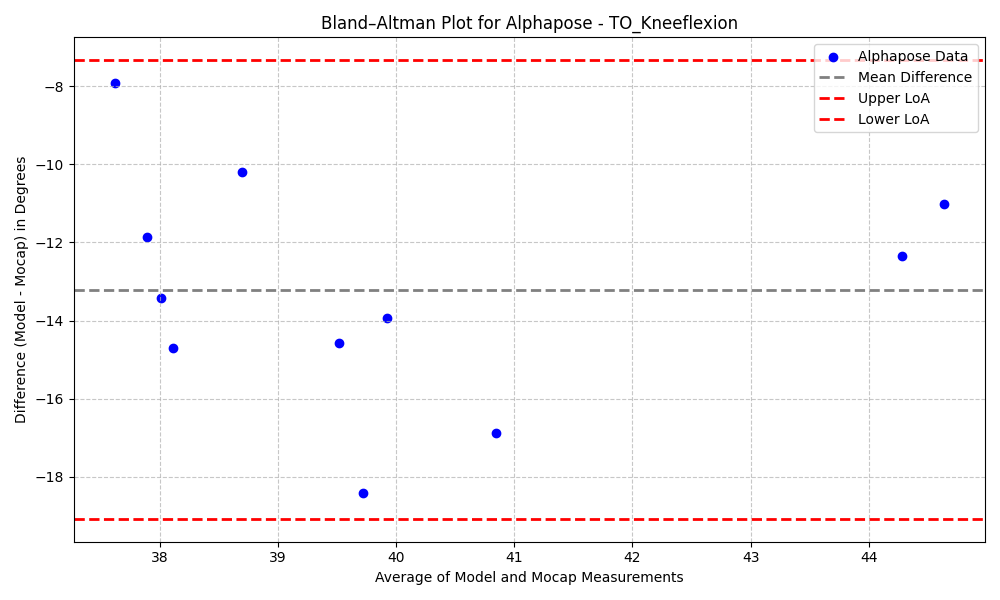 Bland–Altman Plot for Alphapose - TO_Kneeflexion
Alphapose Data
Mean Difference
Upper LoA
Lower LoA
Difference (Model - Mocap) in Degrees
−8
−10
−12
−14
−16
−18
38
39
40
41
42
43
44
Average of Model and Mocap Measurements